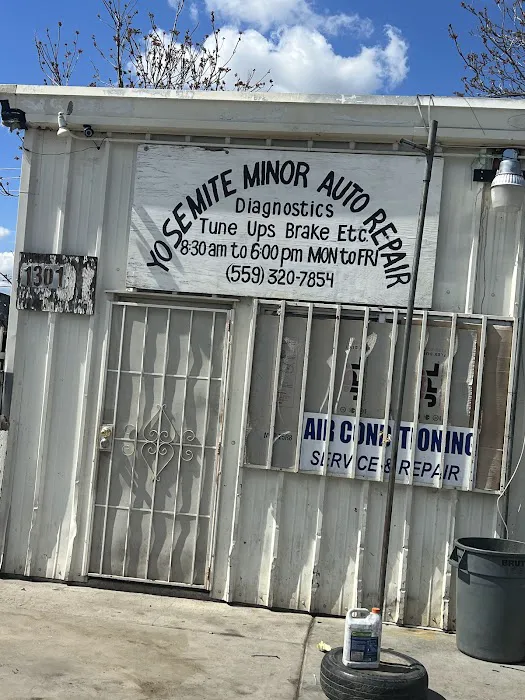 YOSEMITE MINOR AUTO REPAIR
Diagnostics
Tune Ups Brake Etc.
8:30 am to 6:00 pm MON to FRI
(559) 320-7854
1301
AIR CONDITIONING
SERVICE & REPAIR
BRUTE